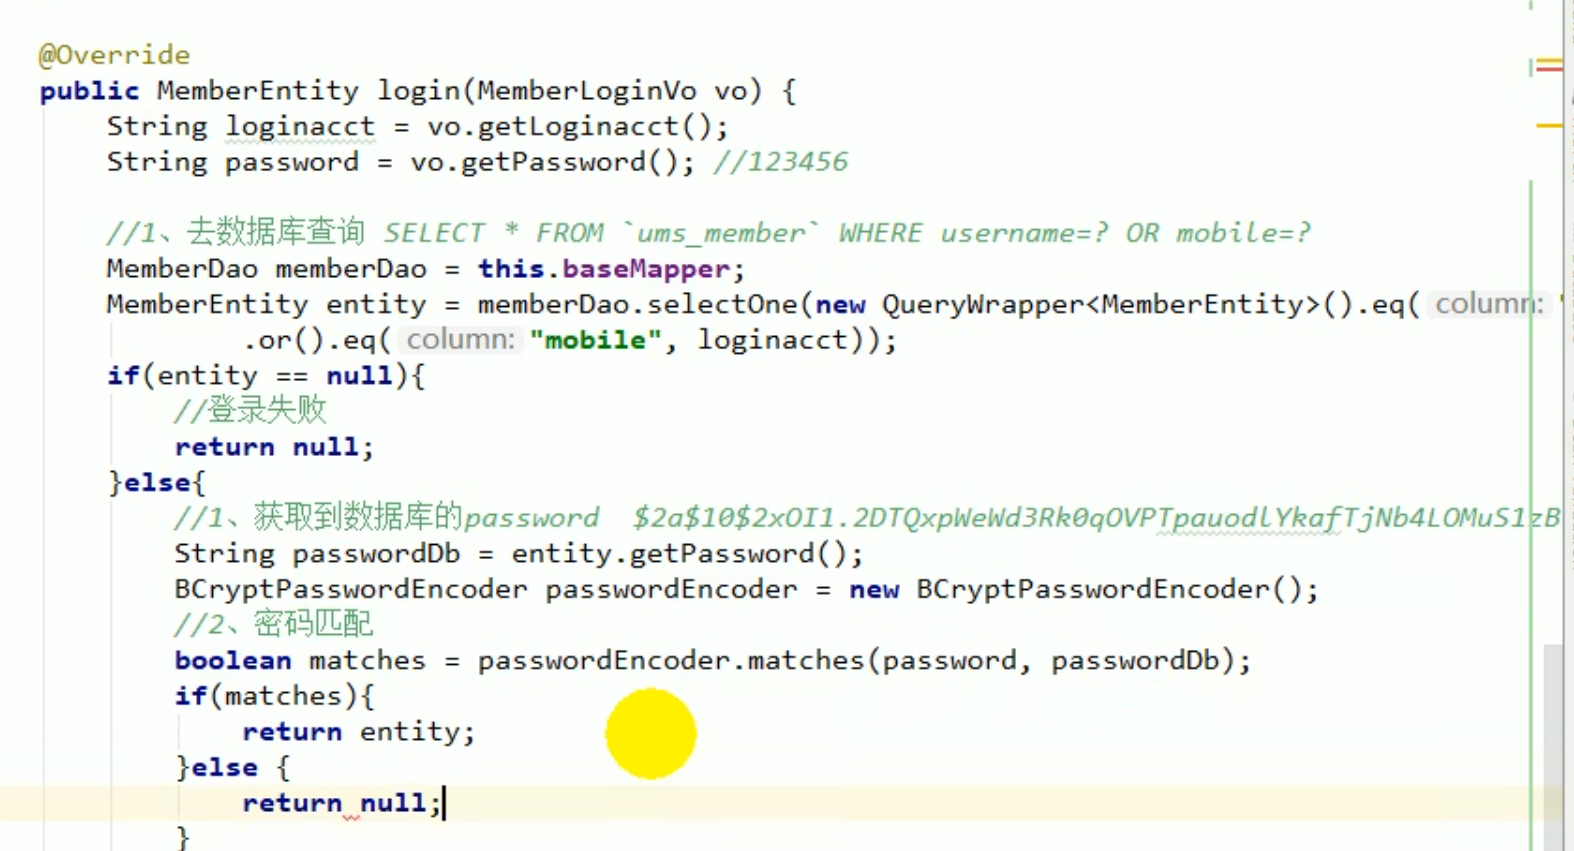 @Override
public MemberEntity login(MemberLoginVo vo) {
String loginacct = vo.getLoginacct();
String password = vo.getPassword(); //123456
//1、去数据库查询 SELECT * FROM `ums_member` WHERE username=? OR mobile=?
MemberDao memberDao = this.baseMapper;
MemberEntity entity = memberDao.selectOne(new QueryWrapper<MemberEntity>().eq( column: "
.or().eq( column: "mobile", loginacct));
if(entity == null){
//登录失败
return null;
}else{
//1、获取到数据库的password $2a$10$2xOI1.2DTQxpWeWd3Rk0qOVPTpauodlYkafTjNb4LOMuS1zB
String passwordDb = entity.getPassword();
BCryptPasswordEncoder passwordEncoder = new BCryptPasswordEncoder();
//2、密码匹配
boolean matches = passwordEncoder.matches(password, passwordDb);
if(matches){
return entity;
}else {
return null;
}